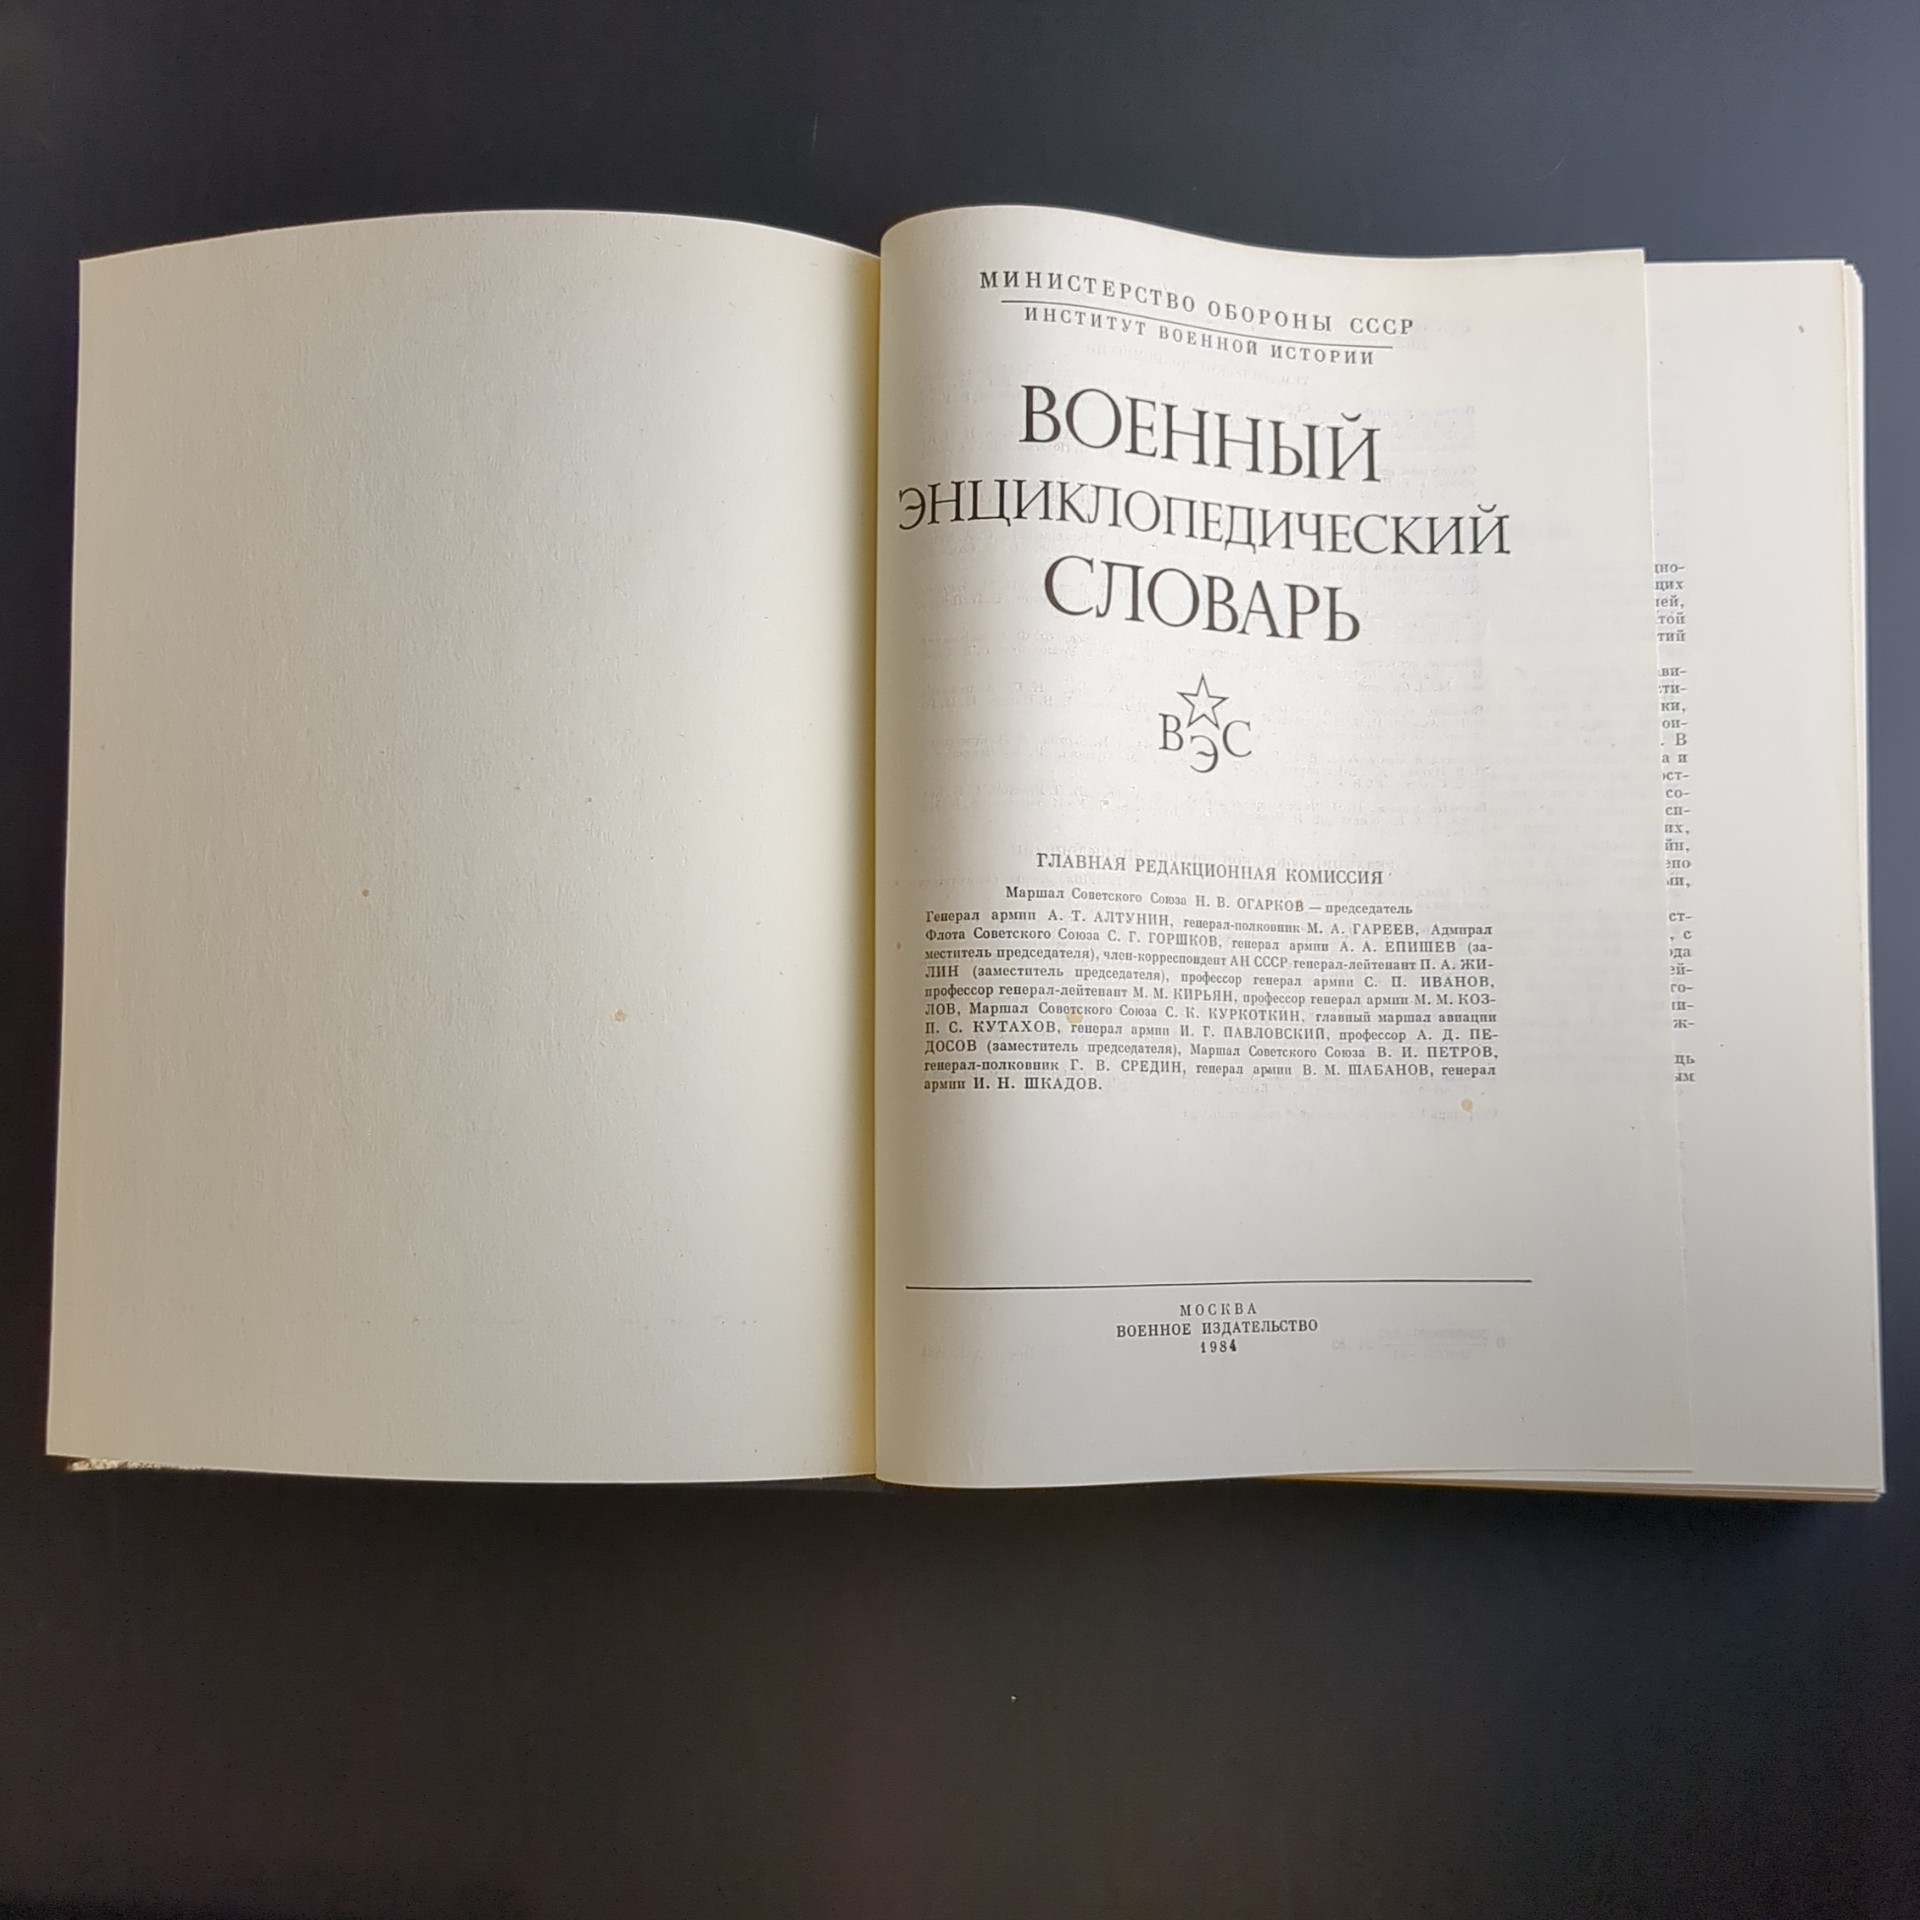 МИНИСТЕРСТВО ОБОРОНЫ СССР
ИНСТИТУТ ВОЕННОЙ ИСТОРИИ
ВОЕННЫЙ
ЭНЦИКЛОПЕДИЧЕСКИЙ
СЛОВАРЬ
ВЭС
ГЛАВНАЯ РЕДАКЦИОННАЯ КОМИССИЯ
Маршал Советского Союза Н. В. ОГАРКОВ — председатель
Генерал армии А. Т. АЛТУНИН, генерал-полковник М. А. ГАРЕЕВ, Адмирал
Флота Советского Союза С. Г. ГОРШКОВ, генерал армии А. А. ЕПИШЕВ (за-
меститель председателя), член-корреспондент АН СССР генерал-лейтенант П. А. ЖИ-
ЛИН (заместитель председателя), профессор генерал армии С. П. ИВАНОВ,
профессор генерал-лейтенант М. М. КИРЬЯН, профессор генерал армии М. М. КОЗ-
ЛОВ, Маршал Советского Союза С. К. КУРКОТКИН, главный маршал авиации
П. С. КУТАХОВ, генерал армии И. Г. ПАВЛОВСКИЙ, профессор А. Д. ПЕ-
ДОСОВ (заместитель председателя), Маршал Советского Союза В. И. ПЕТРОВ,
генерал-полковник Г. В. СРЕДИН, генерал армии В. М. ШАБАНОВ, генерал
армии И. Н. ШКАДОВ.
МОСКВА
ВОЕННОЕ ИЗДАТЕЛЬСТВО
1984